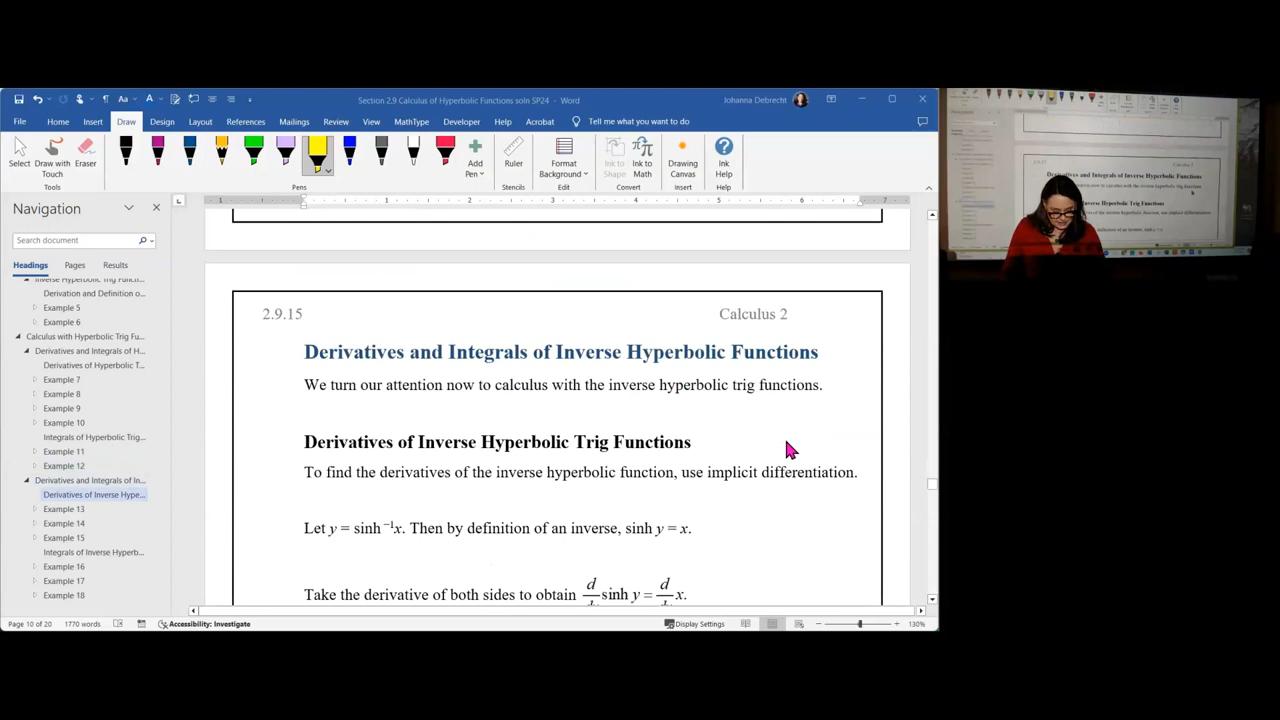 Section 2.9 Calculus of Hyperbolic Functions soln SP24 - Word
Johanna Debrecht
File Home Insert Draw Design Layout References Mailings Review View MathType Developer Help Acrobat Tell me what you want to do
Select
Draw with Touch
Eraser
Add Pen
Ruler
Format Background
Ink to Shape
Ink to Math
Drawing Canvas
Ink Help
Tools
Pens
Stencils
Edit
Convert
Insert
Help
Navigation
Search document
Headings Pages Results
Inverse Hyperbolic Trig Functi...
Derivation and Definition o...
Example 5
Example 6
Calculus with Hyperbolic Trig Fu...
Derivatives and Integrals of H...
Derivatives of Hyperbolic T...
Example 7
Example 8
Example 9
Example 10
Integrals of Hyperbolic Trig...
Example 11
Example 12
Derivatives and Integrals of In...
Derivatives of Inverse Hype...
Example 13
Example 14
Example 15
Integrals of Inverse Hyperb...
Example 16
Example 17
Example 18
2.9.15 Calculus 2
Derivatives and Integrals of Inverse Hyperbolic Functions
We turn our attention now to calculus with the inverse hyperbolic trig functions.
Derivatives of Inverse Hyperbolic Trig Functions
To find the derivatives of the inverse hyperbolic function, use implicit differentiation.
Let y = sinh⁻¹x. Then by definition of an inverse, sinh y = x.
Take the derivative of both sides to obtain d/dx sinh y = d/dx x.
Page 10 of 20 1770 words Accessibility: Investigate Display Settings 130%